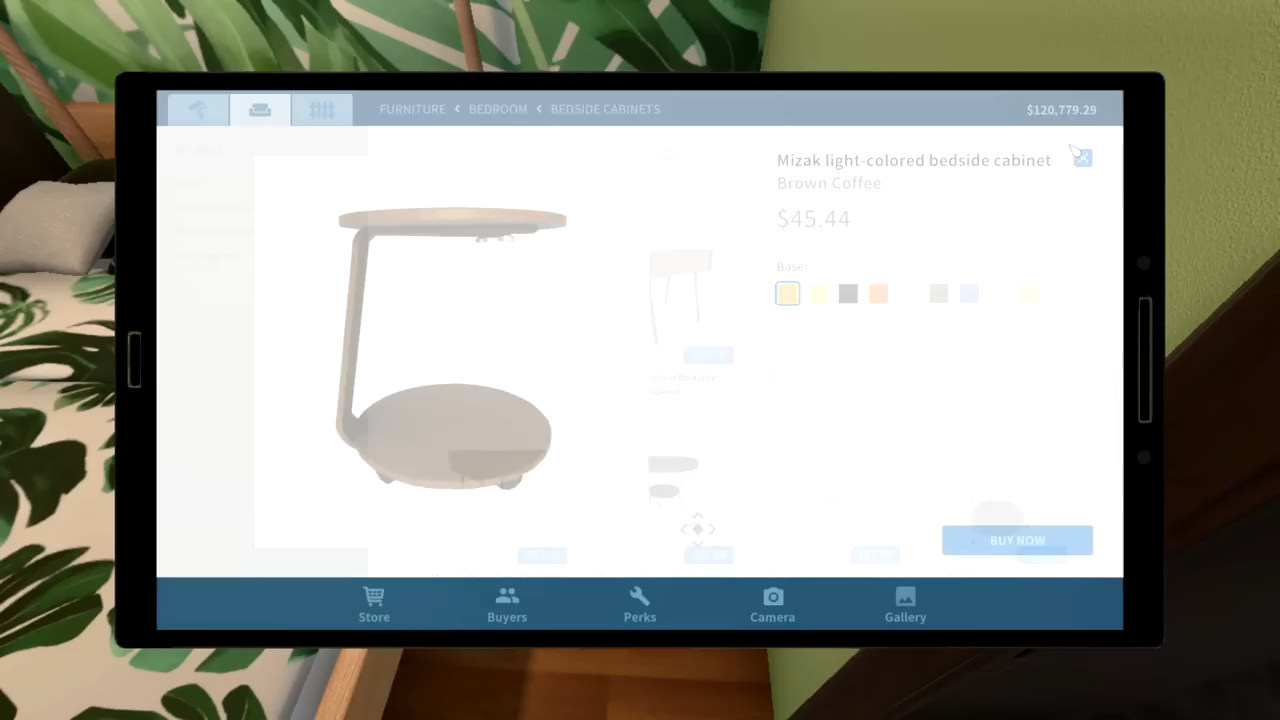 FURNITURE < BEDROOM < BEDSIDE CABINETS
$120,779.29
Mizak light-colored bedside cabinet
Brown Coffee
$45.44
Base:
BUY NOW
Store
Buyers
Perks
Camera
Gallery